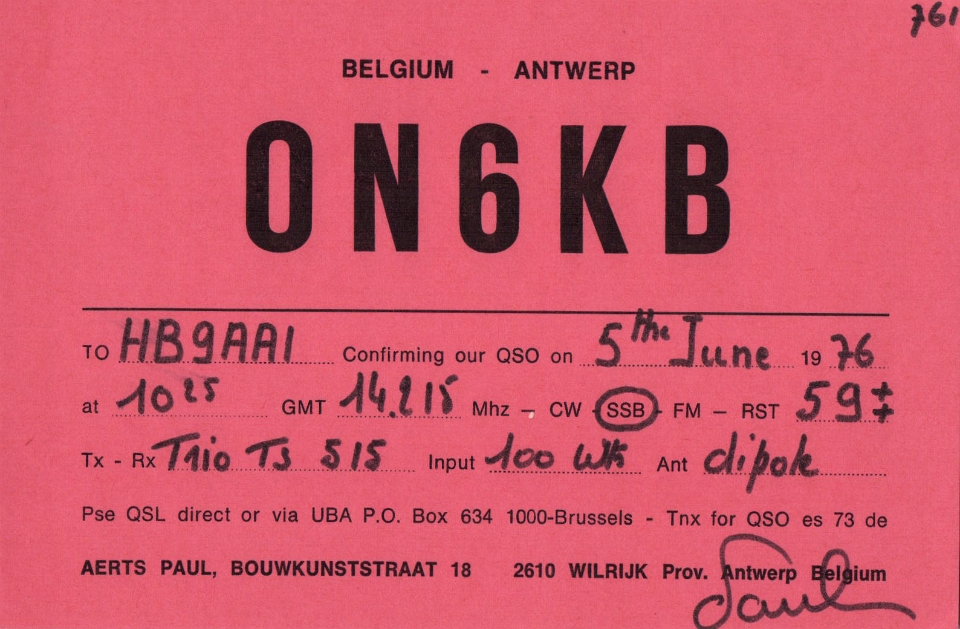 761
BELGIUM - ANTWERP
ON6KB
TO HB9AAI Confirming our QSO on 5the June 1976
at 1025 GMT 14.215 Mhz – CW - SSB - FM – RST 59 ++
Tx - Rx Trio TS 515 Input 100 Wts Ant dipole
Pse QSL direct or via UBA P.O. Box 634 1000-Brussels - Tnx for QSO es 73 de
AERTS PAUL, BOUWKUNSTSTRAAT 18 2610 WILRIJK Prov. Antwerp Belgium
Paul